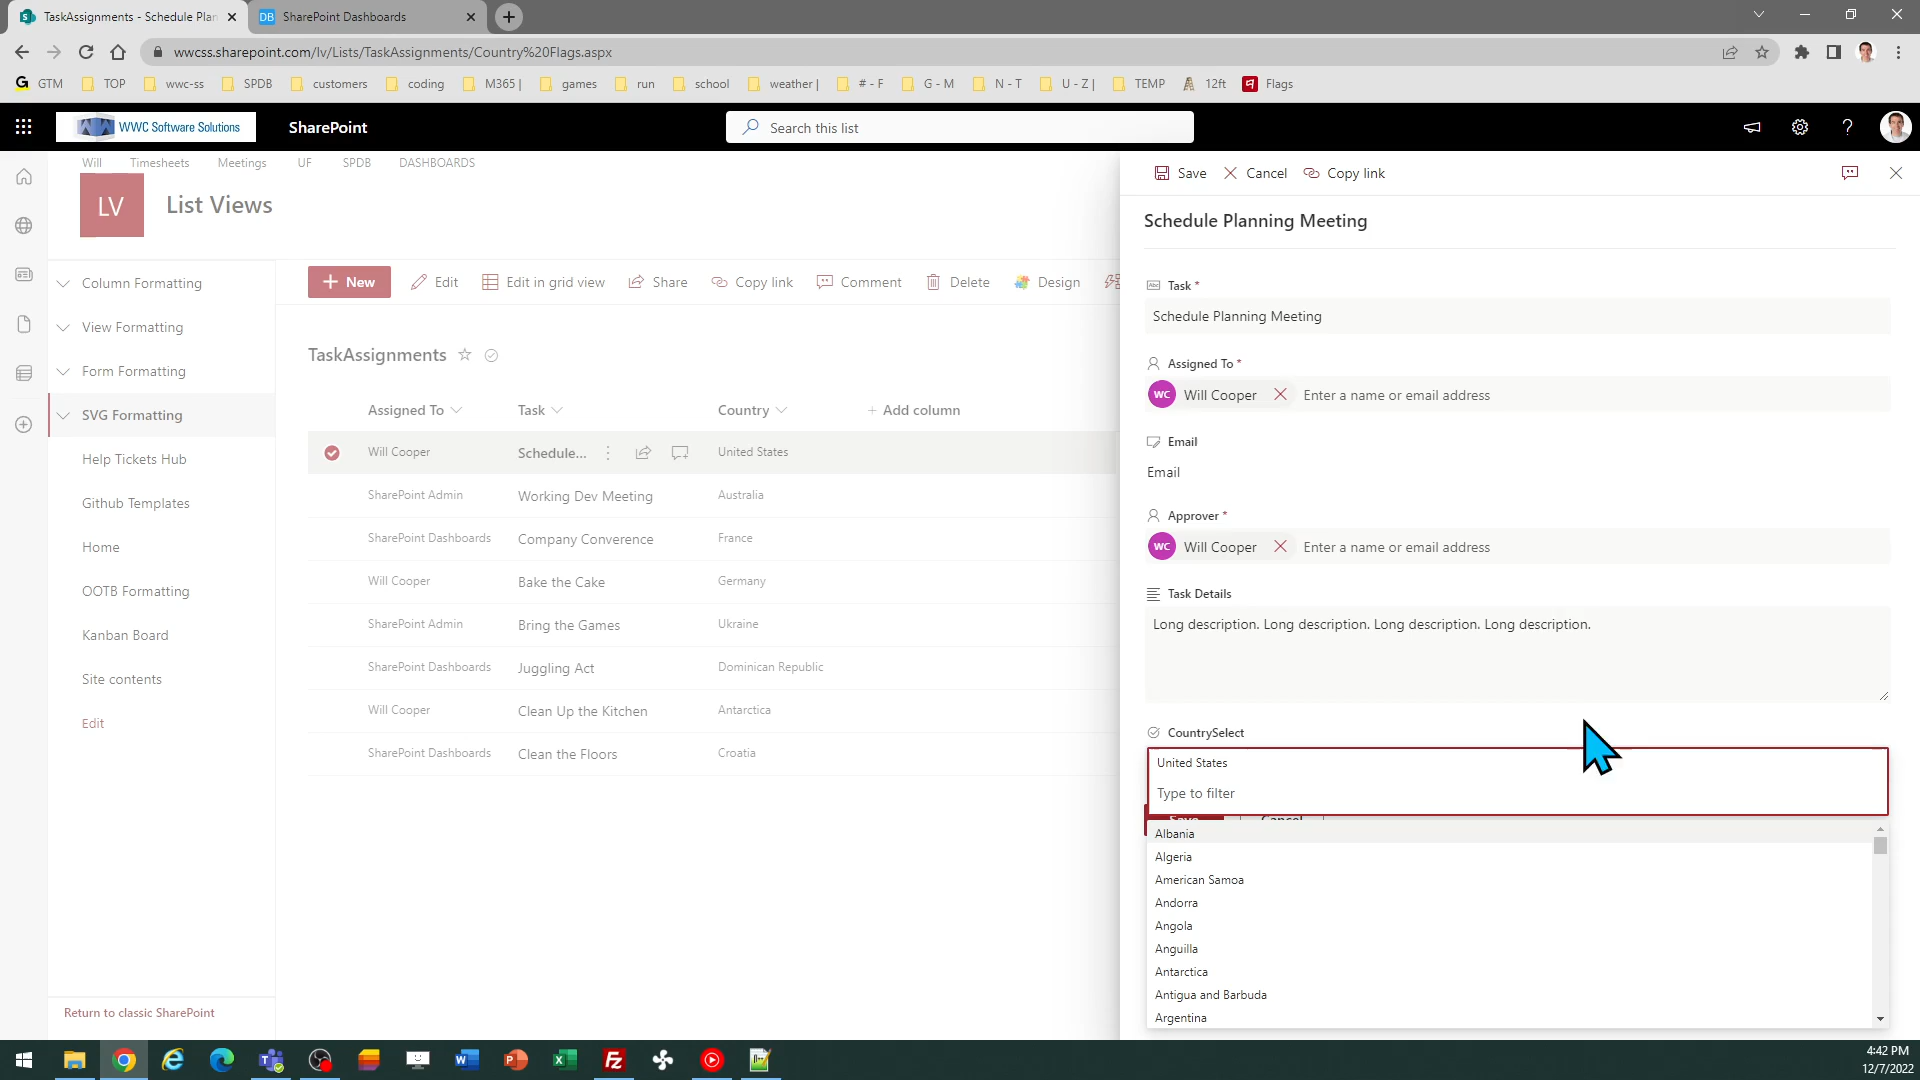 TaskAssignments - Schedule Plan
DB SharePoint Dashboards
wwcss.sharepoint.com/lv/Lists/TaskAssignments/Country%20Flags.aspx
G GTM TOP wwc-ss SPDB customers coding M365 | games run school weather | # - F G - M N - T U - Z | TEMP 12ft Flags
WWC Software Solutions SharePoint Search this list
Will Timesheets Meetings UF SPDB DASHBOARDS
LV List Views
Column Formatting
View Formatting
Form Formatting
SVG Formatting
Help Tickets Hub
Github Templates
Home
OOTB Formatting
Kanban Board
Site contents
Edit
Return to classic SharePoint
New Edit Edit in grid view Share Copy link Comment Delete Design
TaskAssignments
Assigned To Task Country + Add column
Will Cooper Schedule... United States
SharePoint Admin Working Dev Meeting Australia
SharePoint Dashboards Company Converence France
Will Cooper Bake the Cake Germany
SharePoint Admin Bring the Games Ukraine
SharePoint Dashboards Juggling Act Dominican Republic
Will Cooper Clean Up the Kitchen Antarctica
SharePoint Dashboards Clean the Floors Croatia
Save Cancel Copy link
Schedule Planning Meeting
Abc Task *
Schedule Planning Meeting
Assigned To *
WC Will Cooper Enter a name or email address
Email
Email
Approver *
WC Will Cooper Enter a name or email address
Task Details
Long description. Long description. Long description. Long description.
CountrySelect
United States
Type to filter
Save Cancel
Albania
Algeria
American Samoa
Andorra
Angola
Anguilla
Antarctica
Antigua and Barbuda
Argentina
4:42 PM
12/7/2022